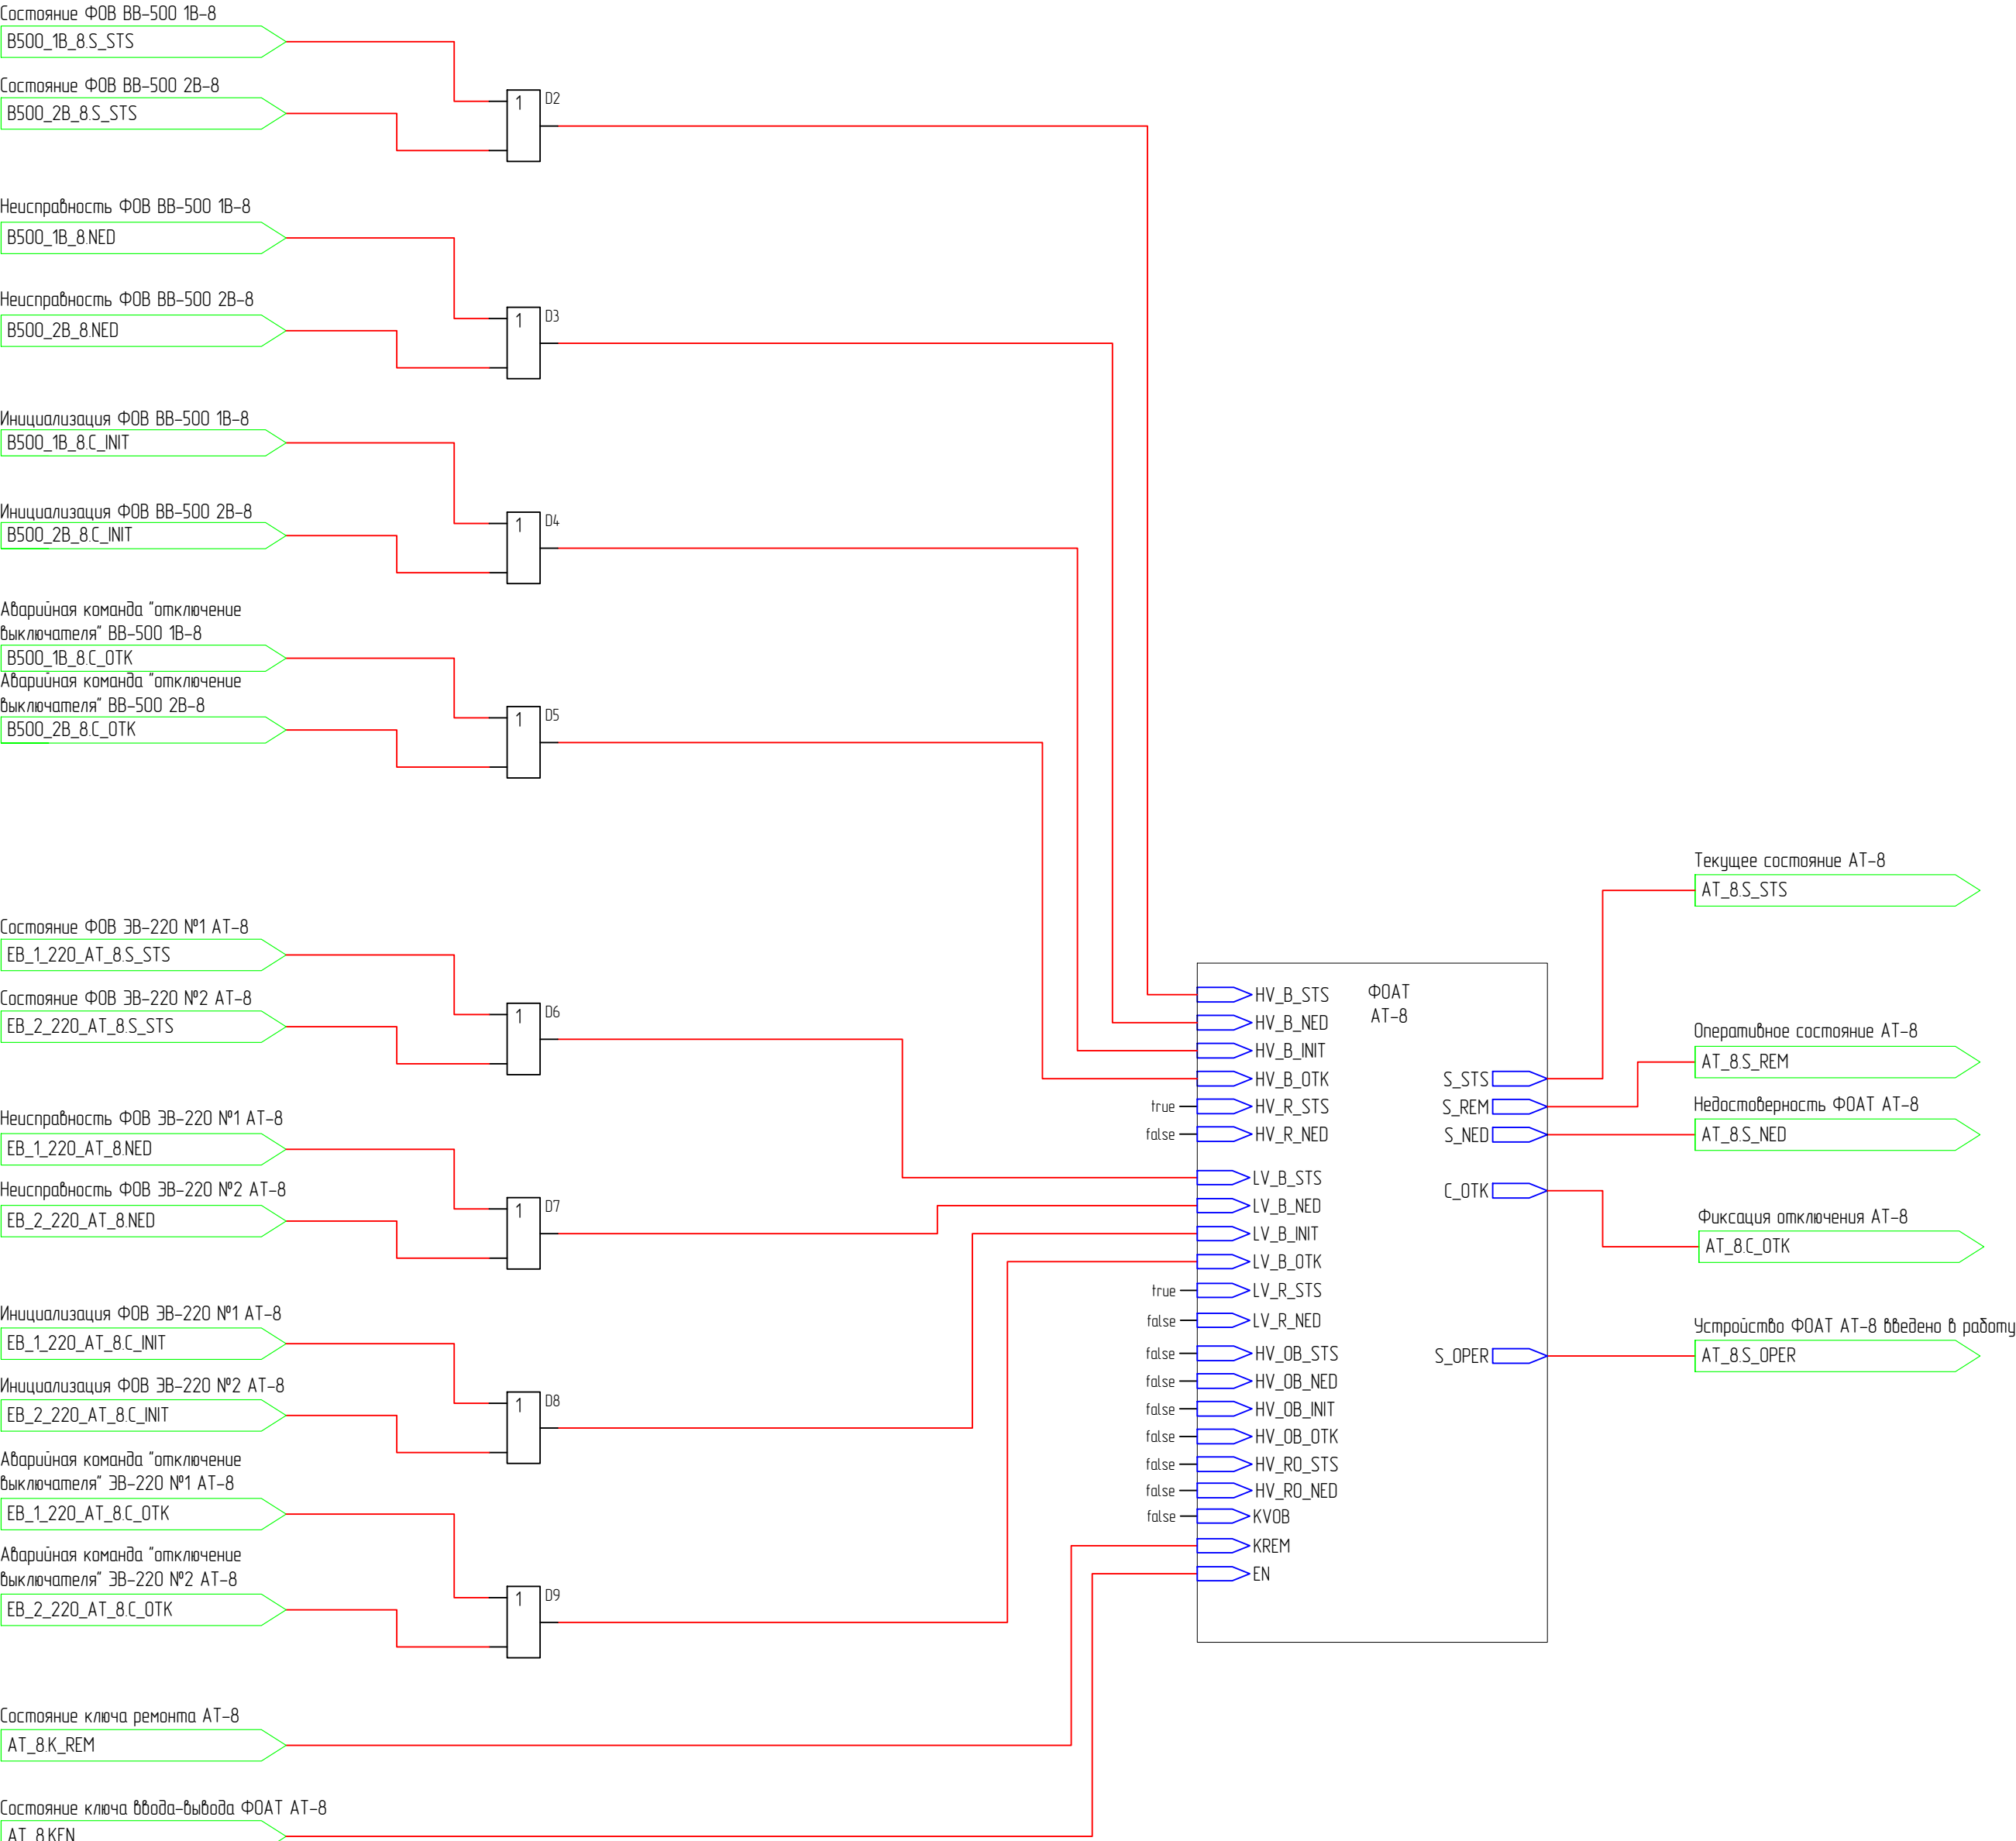 Состояние ФОВ ВВ-500 1В-8
B500_1B_8.S_STS
Состояние ФОВ ВВ-500 2В-8
B500_2B_8.S_STS
1
D2
Неисправность ФОВ ВВ-500 1В-8
B500_1B_8.NED
Неисправность ФОВ ВВ-500 2В-8
B500_2B_8.NED
1
D3
Инициализация ФОВ ВВ-500 1В-8
B500_1B_8.C_INIT
Инициализация ФОВ ВВ-500 2В-8
B500_2B_8.C_INIT
1
D4
Аварийная команда "отключение
выключателя" ВВ-500 1В-8
B500_1B_8.C_OTK
Аварийная команда "отключение
выключателя" ВВ-500 2В-8
B500_2B_8.C_OTK
1
D5
Состояние ФОВ ЭВ-220 №1 АТ-8
EB_1_220_AT_8.S_STS
Состояние ФОВ ЭВ-220 №2 АТ-8
EB_2_220_AT_8.S_STS
1
D6
Неисправность ФОВ ЭВ-220 №1 АТ-8
EB_1_220_AT_8.NED
Неисправность ФОВ ЭВ-220 №2 АТ-8
EB_2_220_AT_8.NED
1
D7
Инициализация ФОВ ЭВ-220 №1 АТ-8
EB_1_220_AT_8.C_INIT
Инициализация ФОВ ЭВ-220 №2 АТ-8
EB_2_220_AT_8.C_INIT
1
D8
Аварийная команда "отключение
выключателя" ЭВ-220 №1 АТ-8
EB_1_220_AT_8.C_OTK
Аварийная команда "отключение
выключателя" ЭВ-220 №2 АТ-8
EB_2_220_AT_8.C_OTK
1
D9
Состояние ключа ремонта АТ-8
AT_8.K_REM
Состояние ключа ввода-вывода ФОАТ АТ-8
AT_8.KEN
ФОАТ
АТ-8
HV_B_STS
HV_B_NED
HV_B_INIT
HV_B_OTK
true HV_R_STS
false HV_R_NED
LV_B_STS
LV_B_NED
LV_B_INIT
LV_B_OTK
true LV_R_STS
false LV_R_NED
false HV_OB_STS
false HV_OB_NED
false HV_OB_INIT
false HV_OB_OTK
false HV_RO_STS
false HV_RO_NED
false KVOB
KREM
EN
S_STS
S_REM
S_NED
C_OTK
S_OPER
Текущее состояние АТ-8
AT_8.S_STS
Оперативное состояние АТ-8
AT_8.S_REM
Недостоверность ФОАТ АТ-8
AT_8.S_NED
Фиксация отключения АТ-8
AT_8.C_OTK
Устройство ФОАТ АТ-8 введено в работу
AT_8.S_OPER